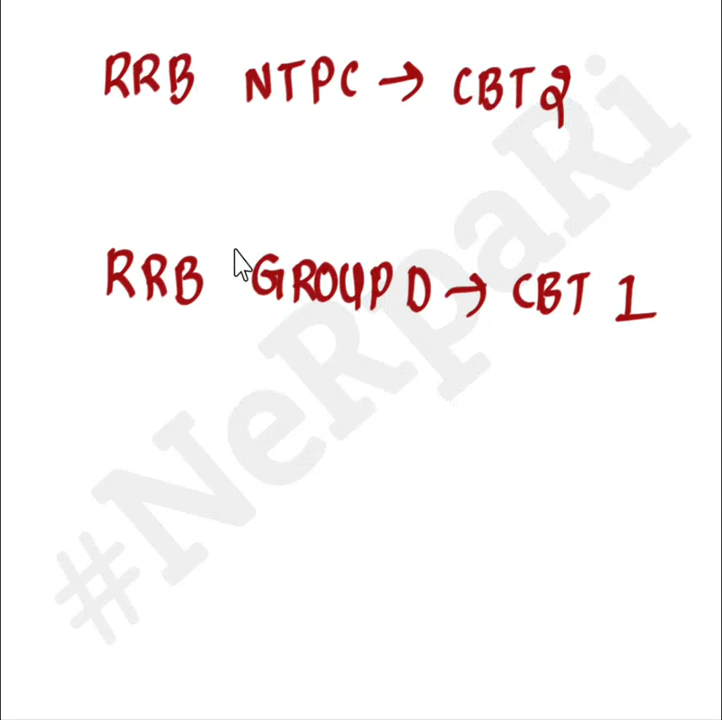 RRB NTPC → CBT 2
RRB GROUP D → CBT 1
#NeRpaRi